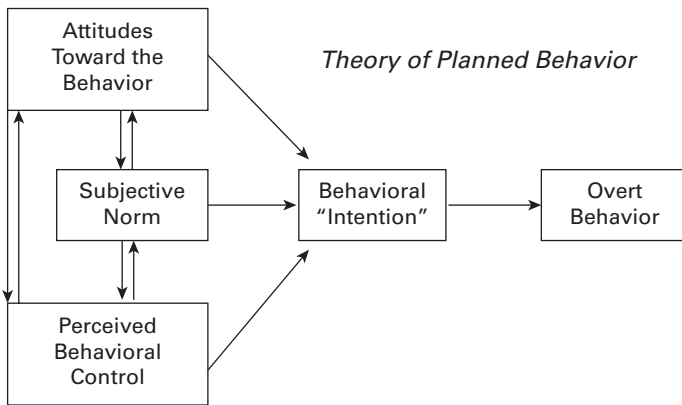 Attitudes
Toward the
Behavior
Theory of Planned Behavior
Subjective
Norm
Behavioral
“Intention”
Overt
Behavior
Perceived
Behavioral
Control